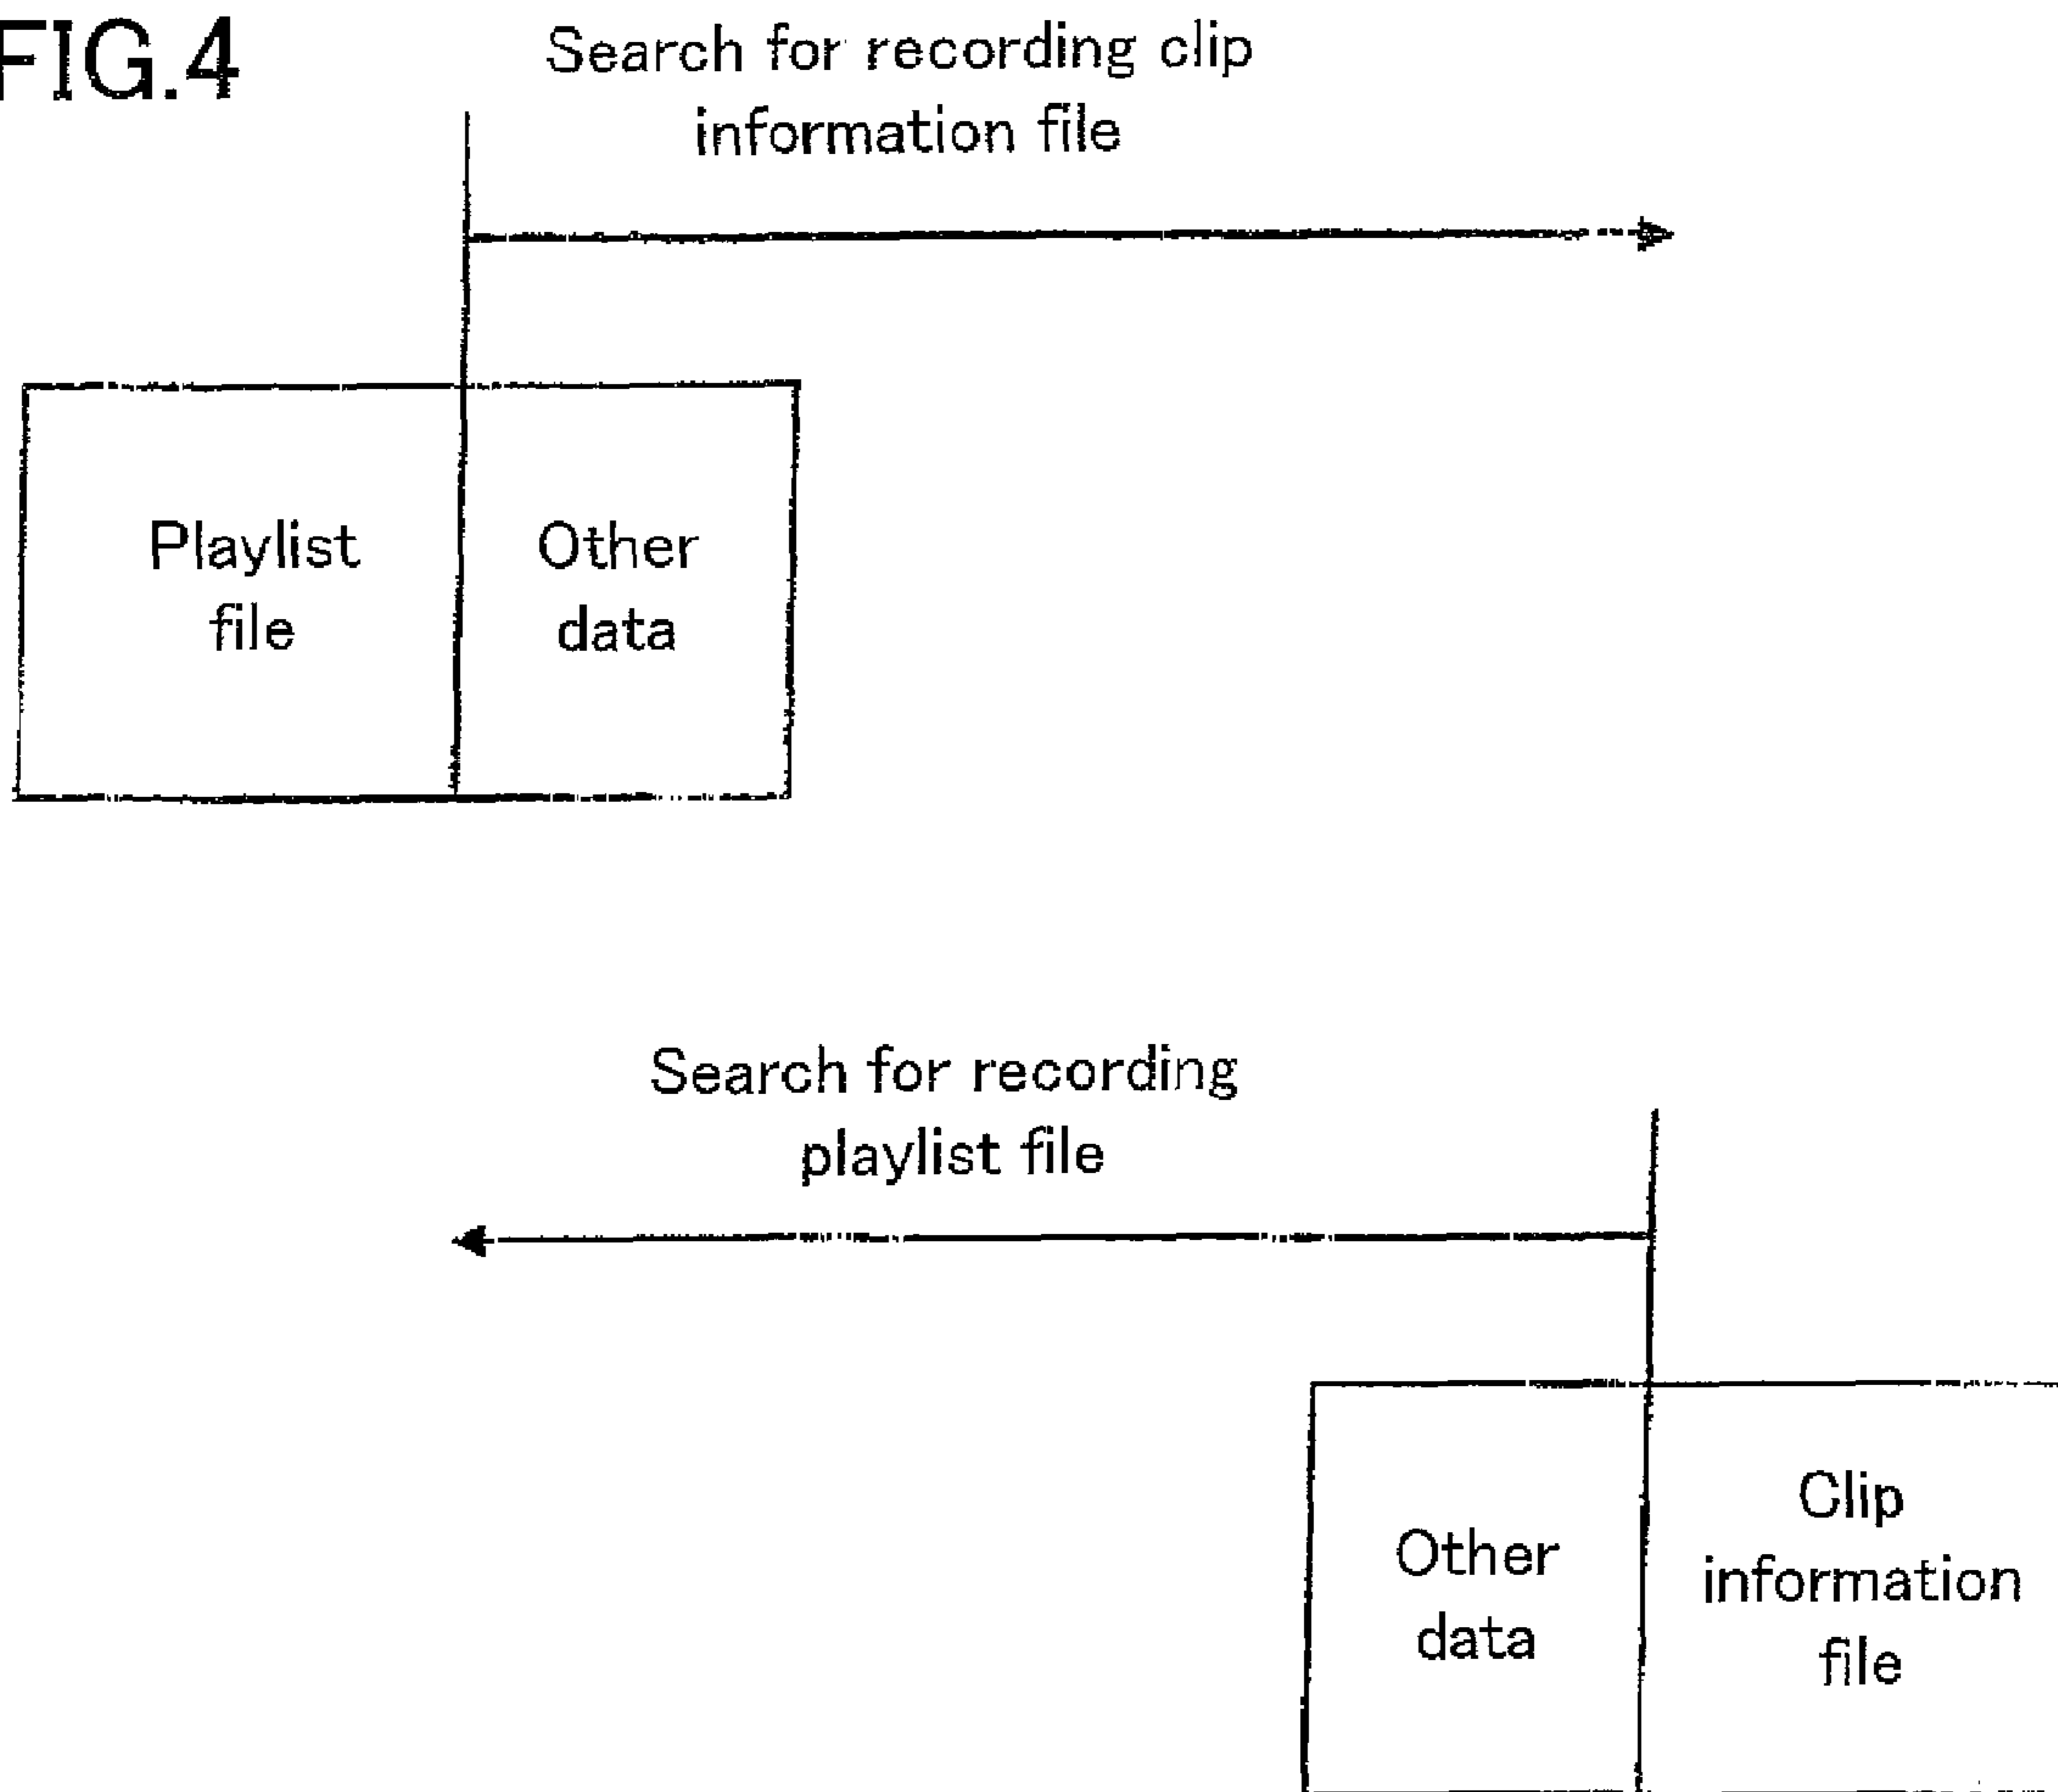 FIG.4
Search for recording clip
information file
Playlist
file
Other
data
Search for recording
playlist file
Other
data
Clip
information
file